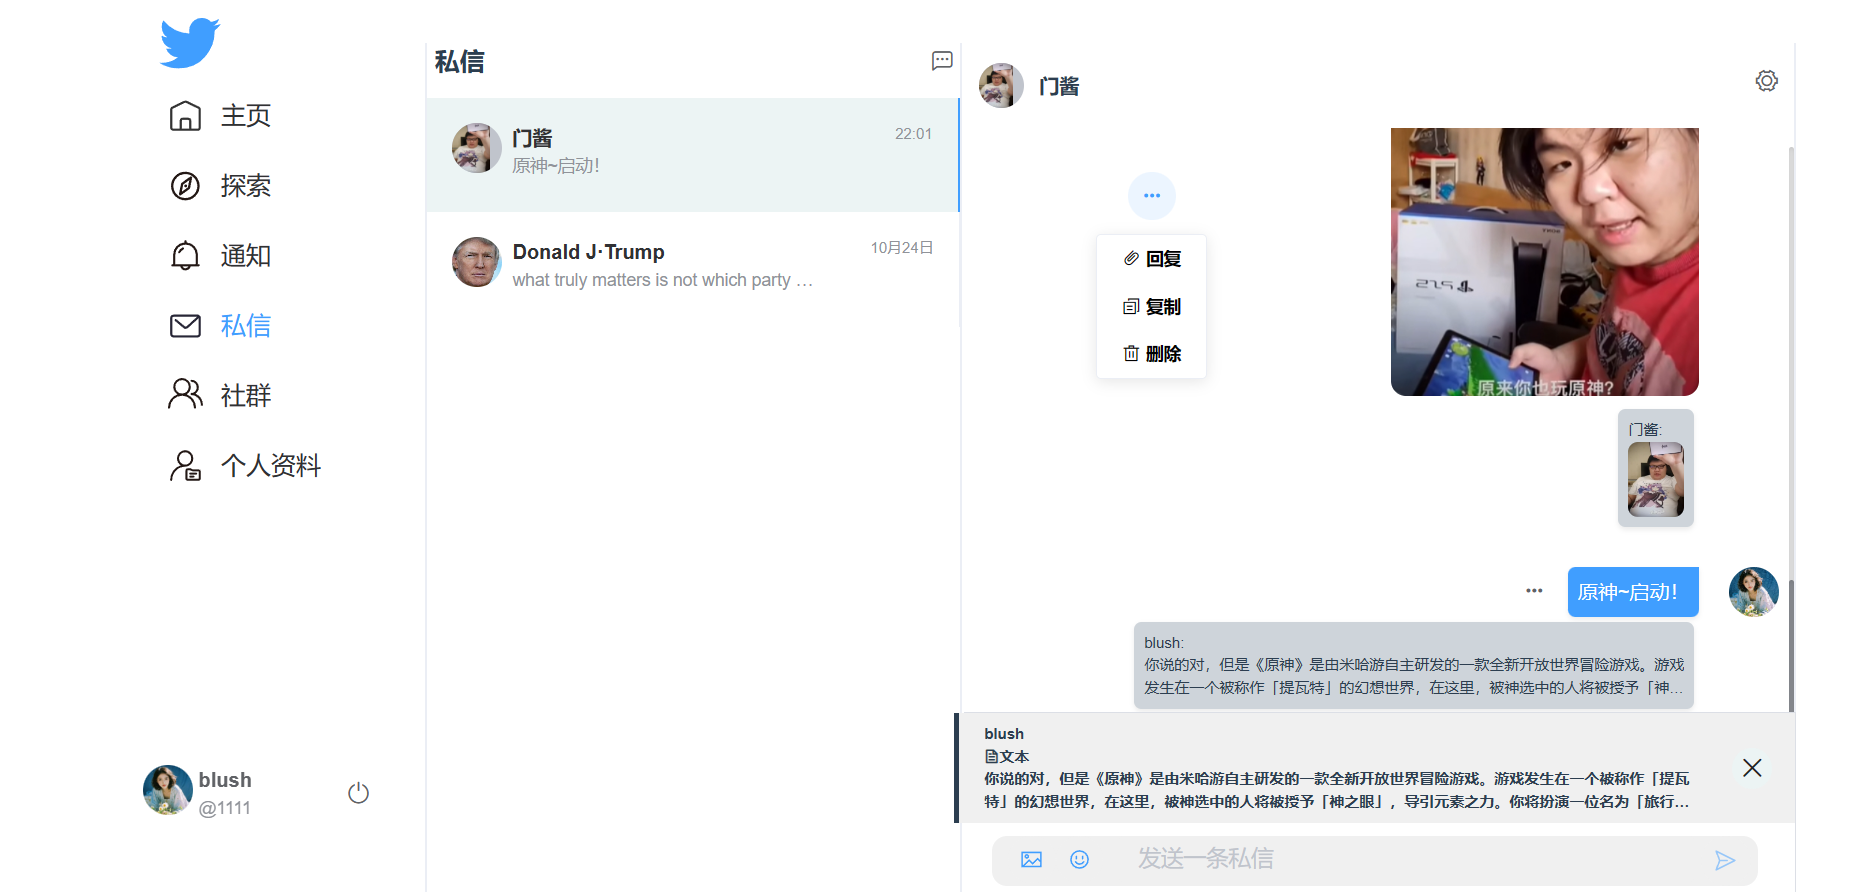 主页
探索
通知
私信
社群
个人资料
blush
@1111
私信
门酱
22:01
原神~启动!
Donald J·Trump
10月24日
what truly matters is not which party …
门酱
回复
复制
删除
原来你也玩原神?
门酱:
原神~启动!
blush:
你说的对，但是《原神》是由米哈游自主研发的一款全新开放世界冒险游戏。游戏
发生在一个被称作「提瓦特」的幻想世界，在这里，被神选中的人将被授予「神…
blush
文本
你说的对，但是《原神》是由米哈游自主研发的一款全新开放世界冒险游戏。游戏发生在一个被称作「提瓦
特」的幻想世界，在这里，被神选中的人将被授予「神之眼」，导引元素之力。你将扮演一位名为「旅行…
发送一条私信